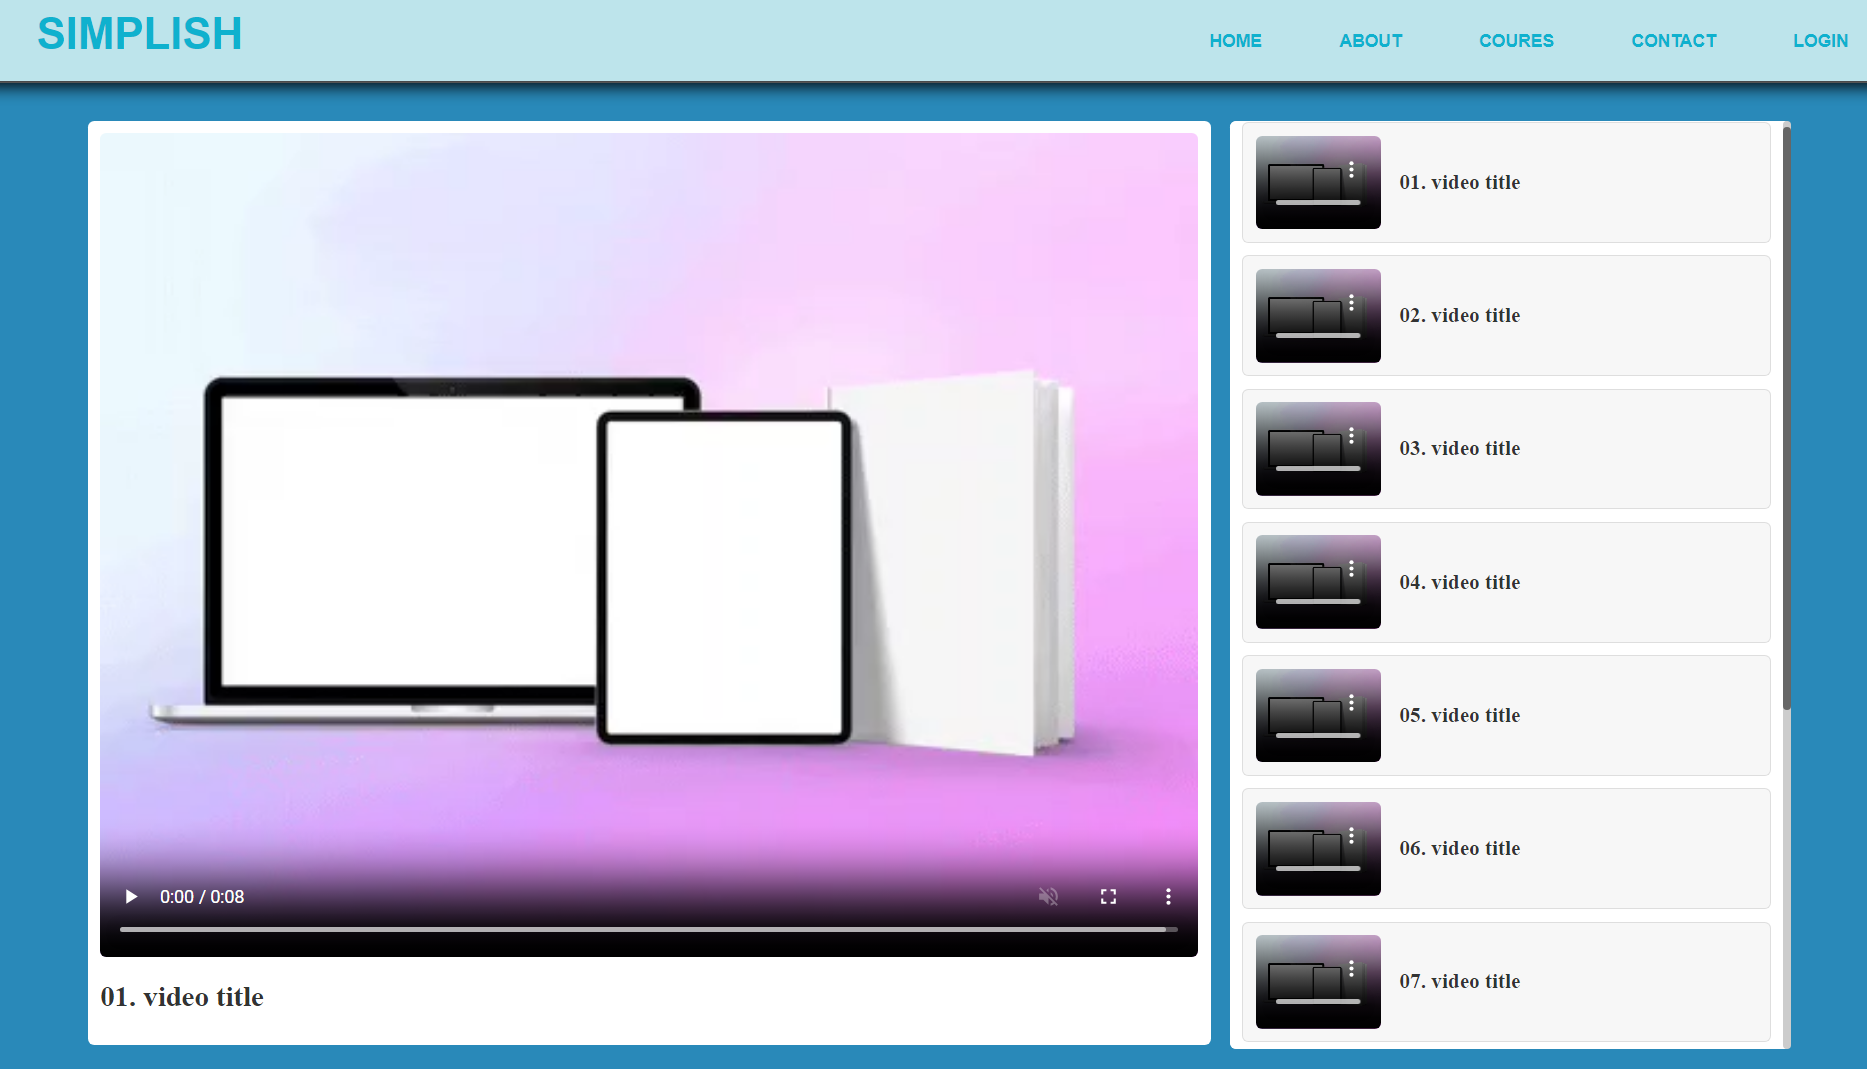 SIMPLISH
HOME ABOUT COURES CONTACT LOGIN
0:00 / 0:08
01. video title
01. video title
02. video title
03. video title
04. video title
05. video title
06. video title
07. video title